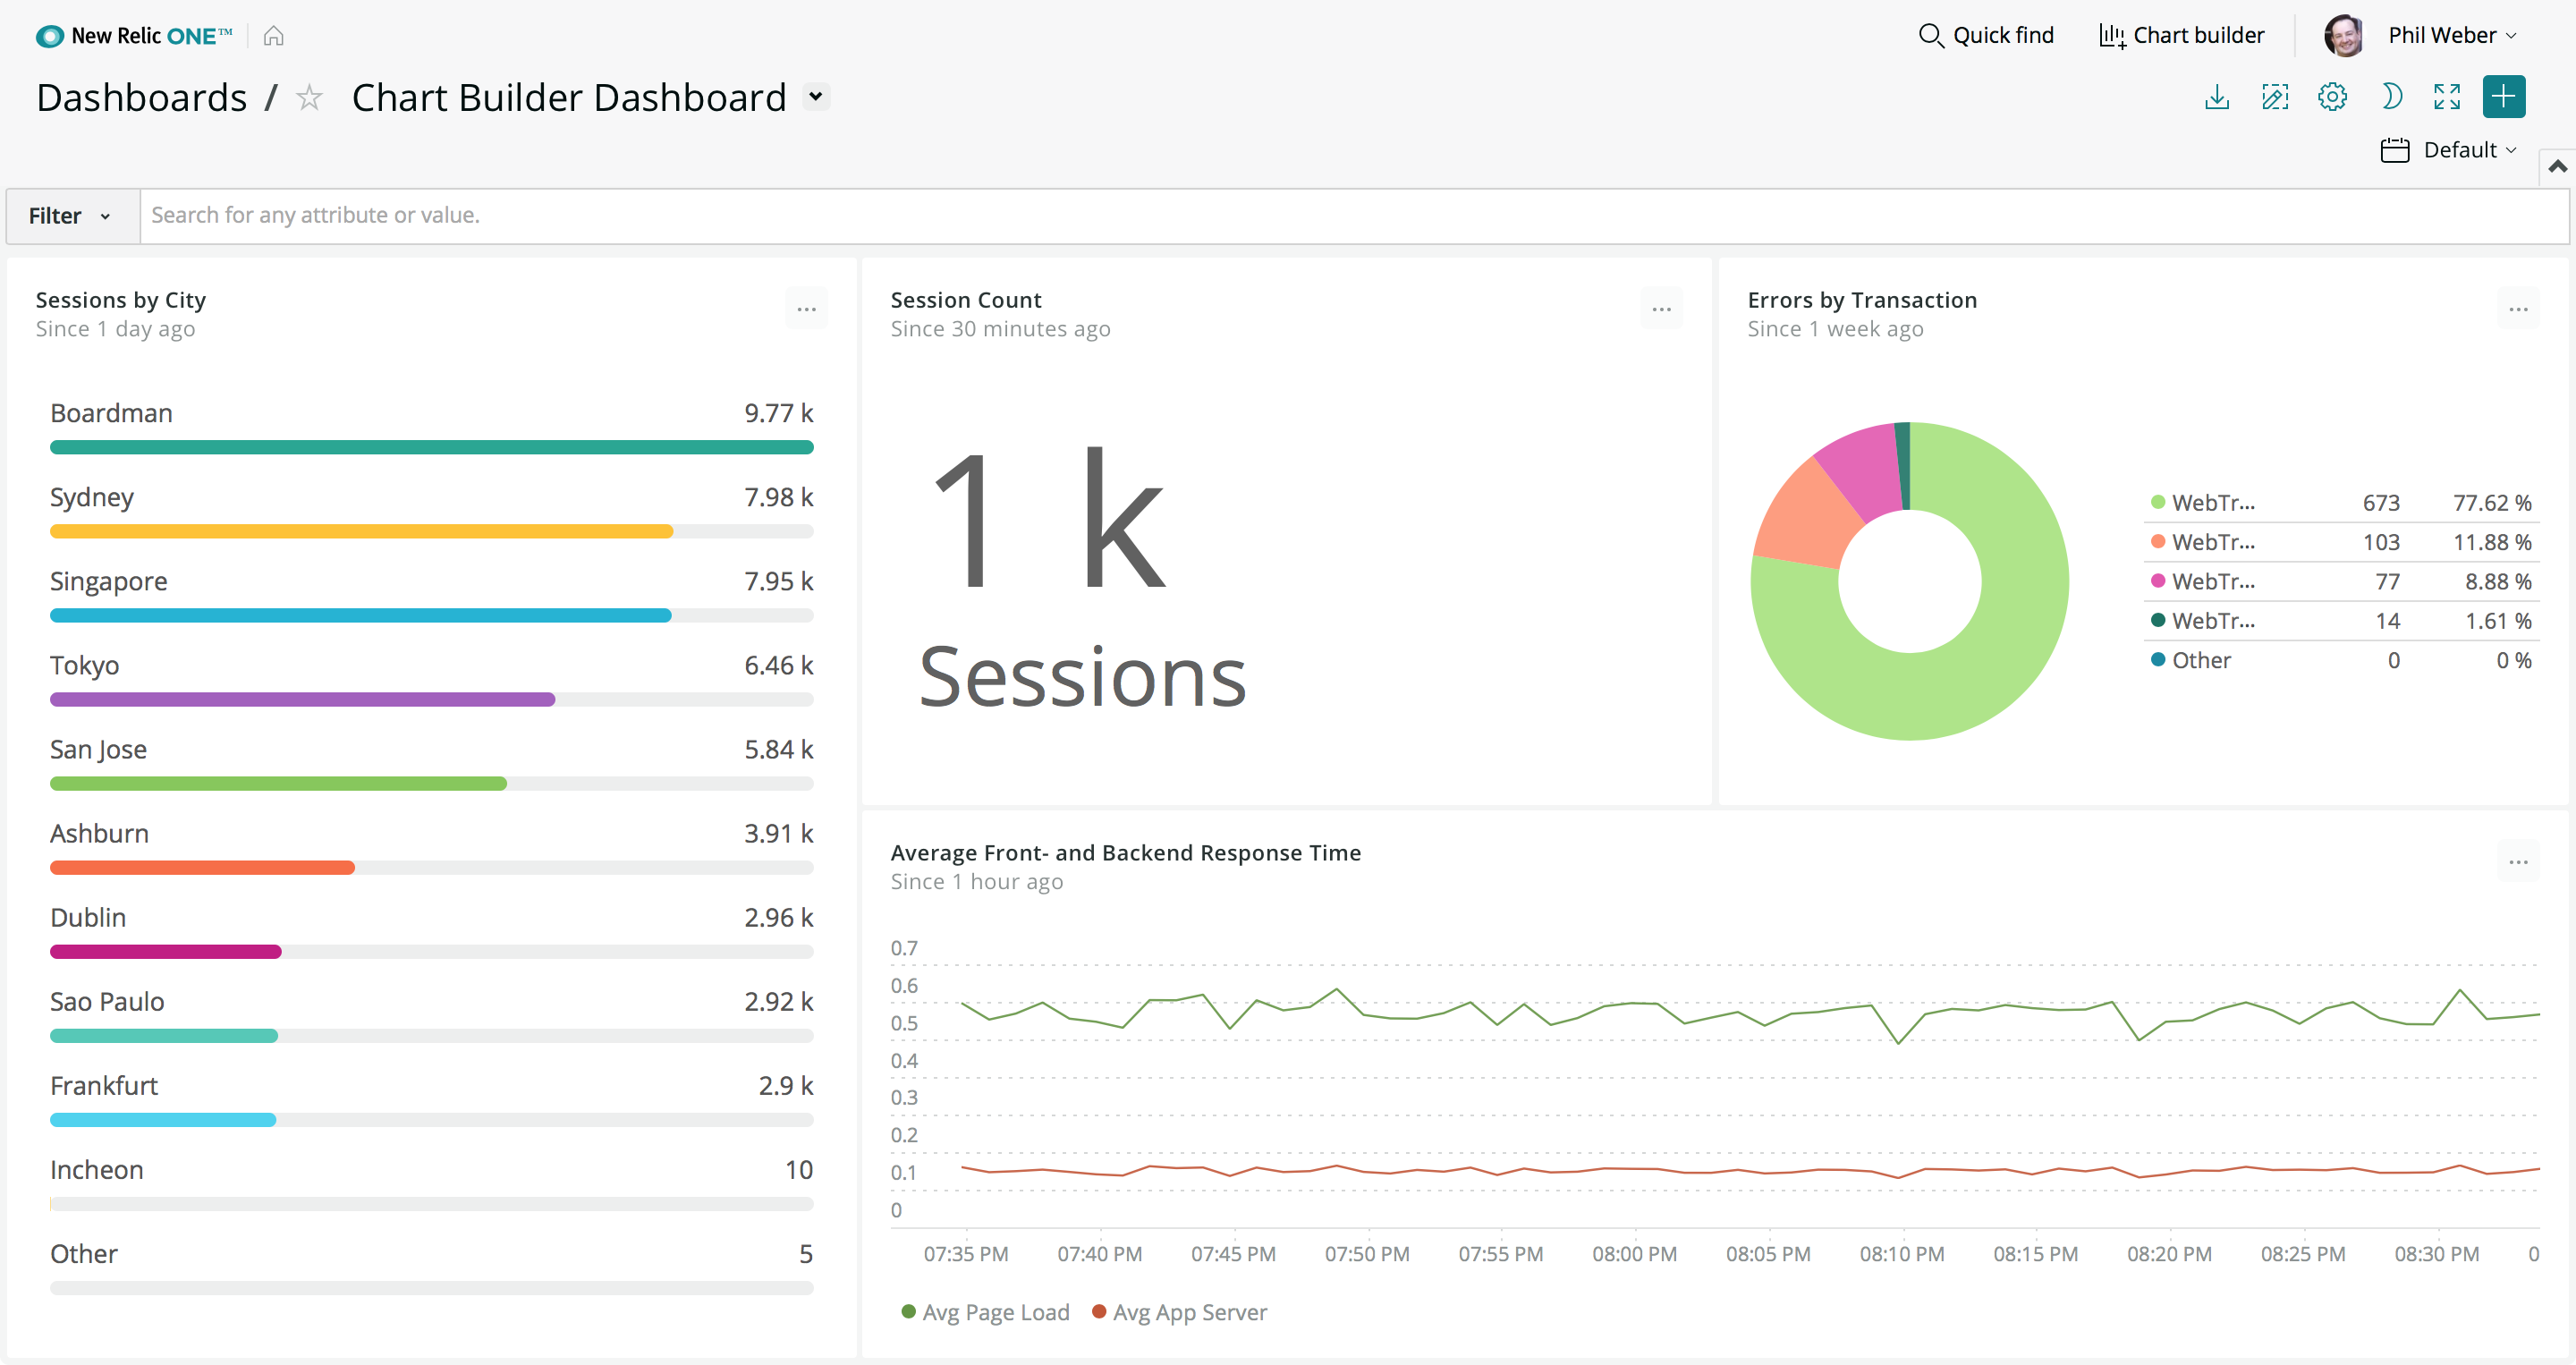 New Relic ONE™
Quick find
Chart builder
Phil Weber
Dashboards / Chart Builder Dashboard
Default
Filter
Search for any attribute or value.
Sessions by City
Since 1 day ago
Boardman 9.77 k
Sydney 7.98 k
Singapore 7.95 k
Tokyo 6.46 k
San Jose 5.84 k
Ashburn 3.91 k
Dublin 2.96 k
Sao Paulo 2.92 k
Frankfurt 2.9 k
Incheon 10
Other 5
Session Count
Since 30 minutes ago
1 k
Sessions
Errors by Transaction
Since 1 week ago
WebTr... 673 77.62 %
WebTr... 103 11.88 %
WebTr... 77 8.88 %
WebTr... 14 1.61 %
Other 0 0 %
Average Front- and Backend Response Time
Since 1 hour ago
0.7
0.6
0.5
0.4
0.3
0.2
0.1
0
07:35 PM 07:40 PM 07:45 PM 07:50 PM 07:55 PM 08:00 PM 08:05 PM 08:10 PM 08:15 PM 08:20 PM 08:25 PM 08:30 PM 0
Avg Page Load Avg App Server